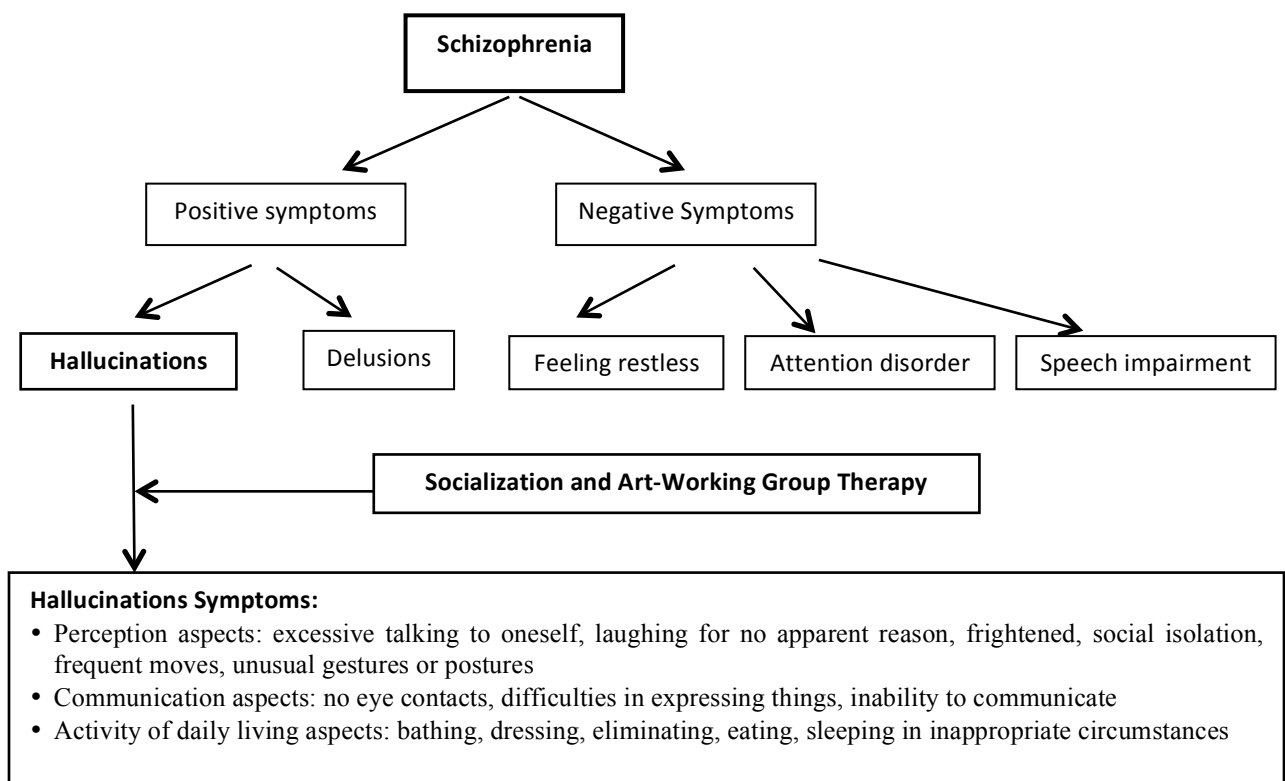 Schizophrenia
Positive symptoms
Negative Symptoms
Hallucinations
Delusions
Feeling restless
Attention disorder
Speech impairment
Socialization and Art-Working Group Therapy
Hallucinations Symptoms:
• Perception aspects: excessive talking to oneself, laughing for no apparent reason, frightened, social isolation,
frequent moves, unusual gestures or postures
• Communication aspects: no eye contacts, difficulties in expressing things, inability to communicate
• Activity of daily living aspects: bathing, dressing, eliminating, eating, sleeping in inappropriate circumstances